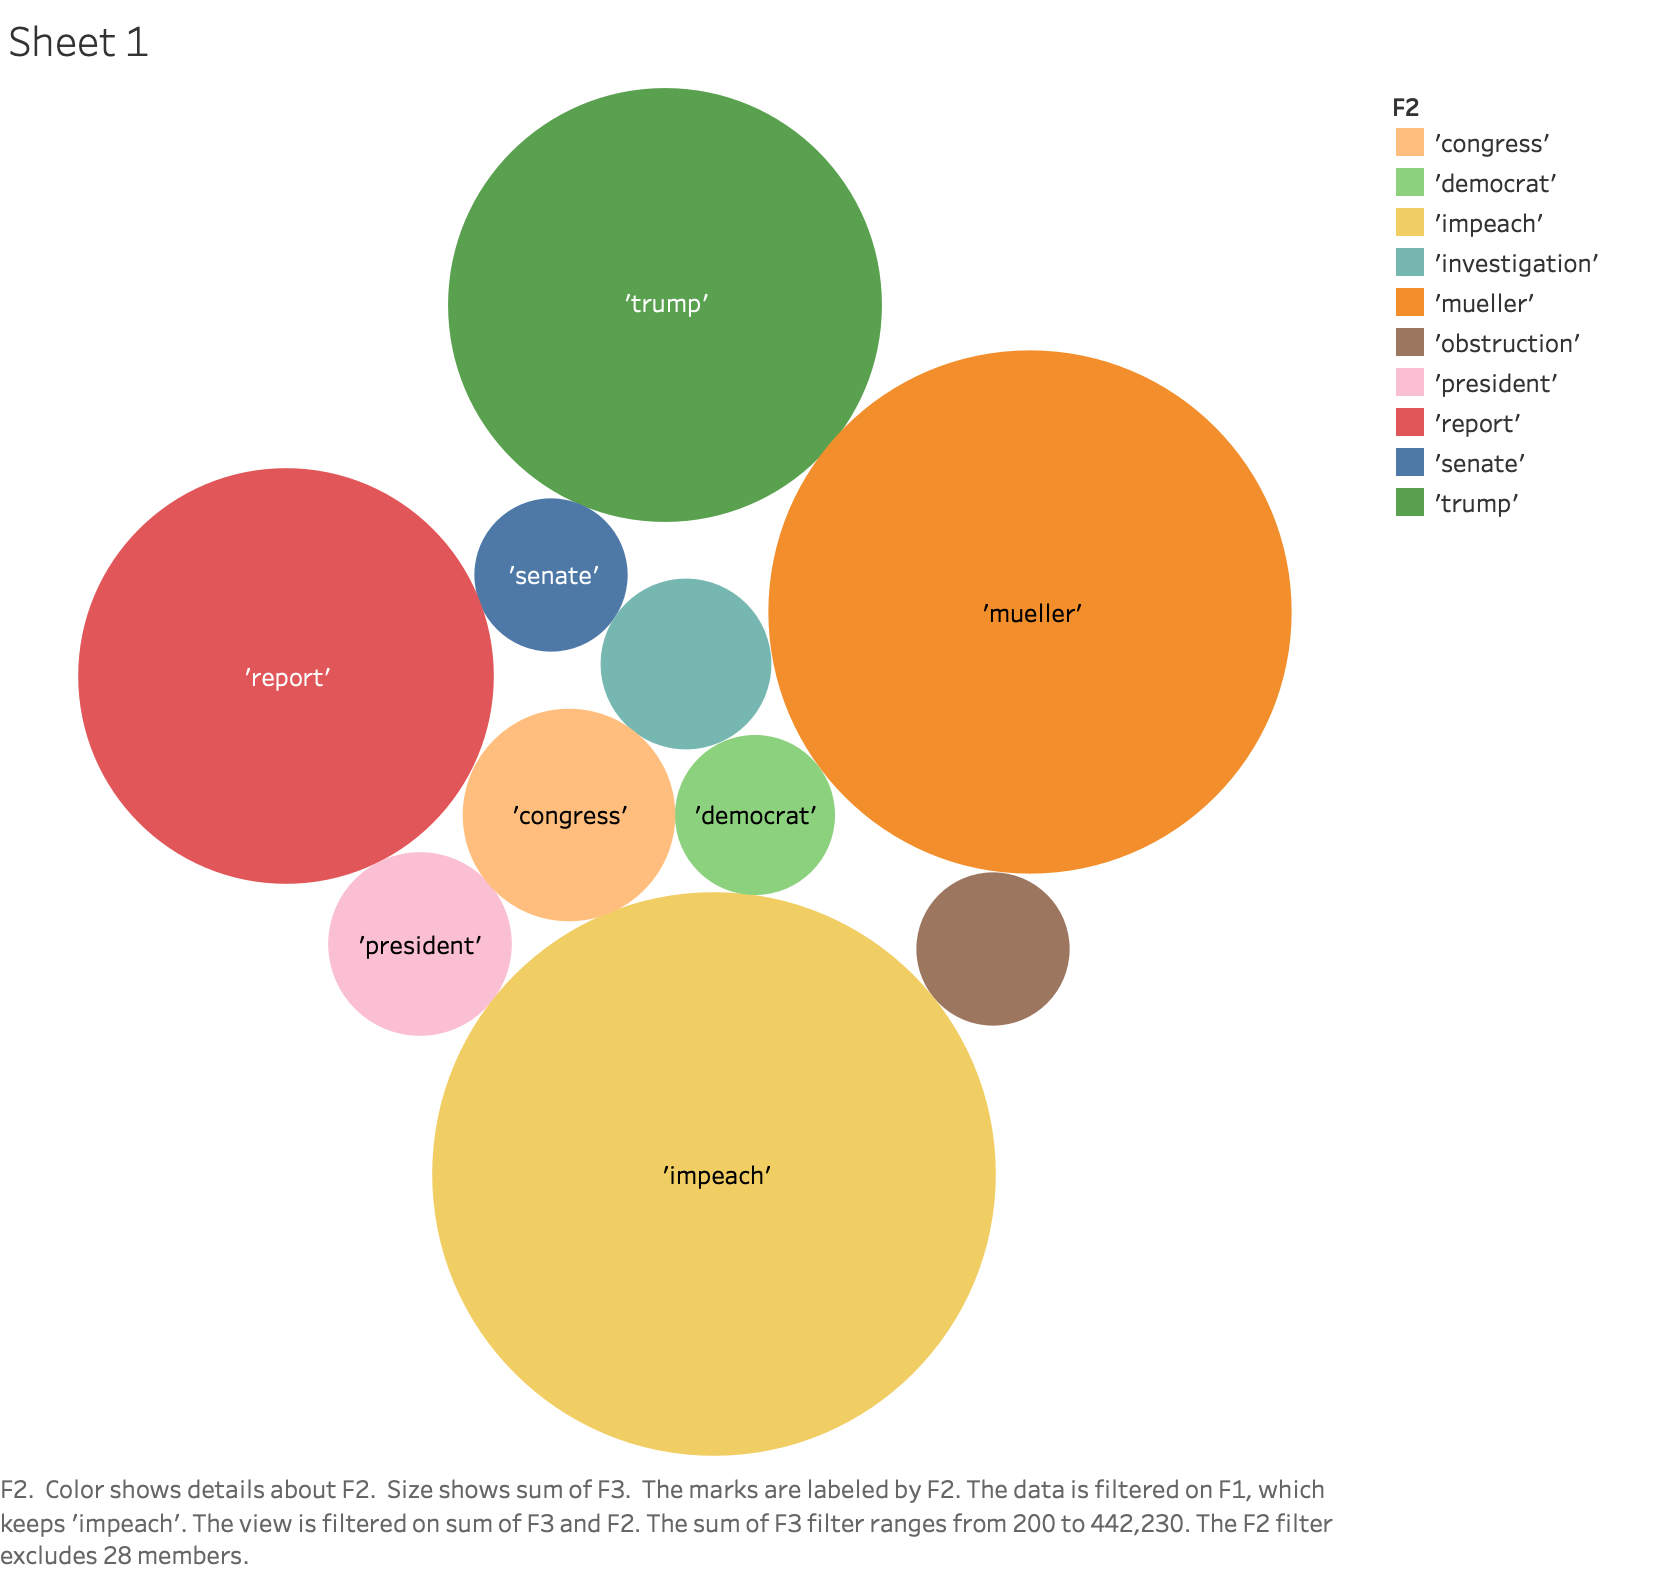 Sheet 1
F2
'congress'
'democrat'
'impeach'
'investigation'
'mueller'
'obstruction'
'president'
'report'
'senate'
'trump'
'trump'
'senate'
'mueller'
'report'
'congress'
'democrat'
'president'
'impeach'
F2.  Color shows details about F2.  Size shows sum of F3.  The marks are labeled by F2. The data is filtered on F1, which
keeps 'impeach'. The view is filtered on sum of F3 and F2. The sum of F3 filter ranges from 200 to 442,230. The F2 filter
excludes 28 members.